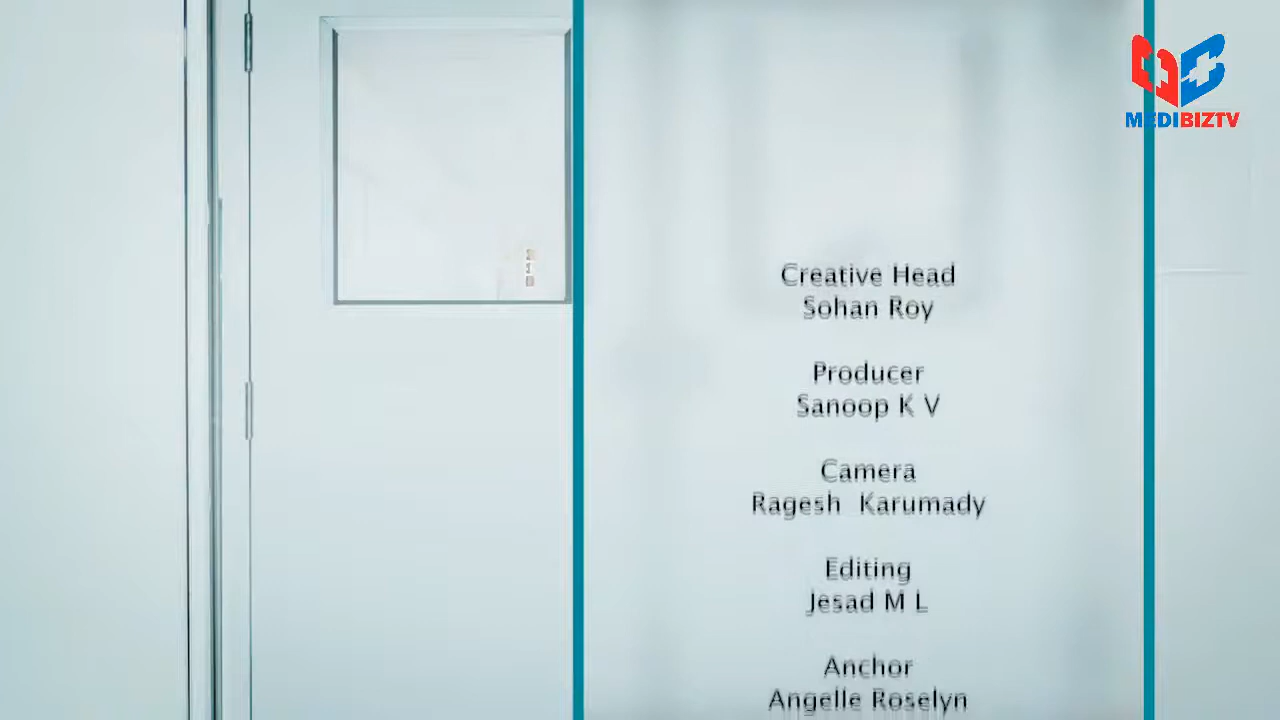 MEDIBIZTV
Creative Head
Sohan Roy
Producer
Sanoop K V
Camera
Ragesh Karumady
Editing
Jesad M L
Anchor
Angelle Roselyn